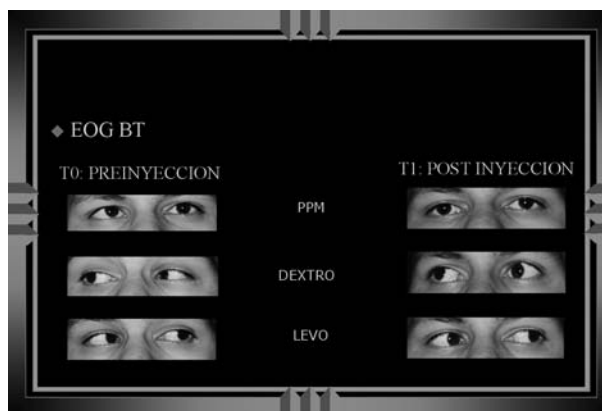 EOG BT
T0: PREINYECCION
T1: POST INYECCION
PPM
DEXTRO
LEVO